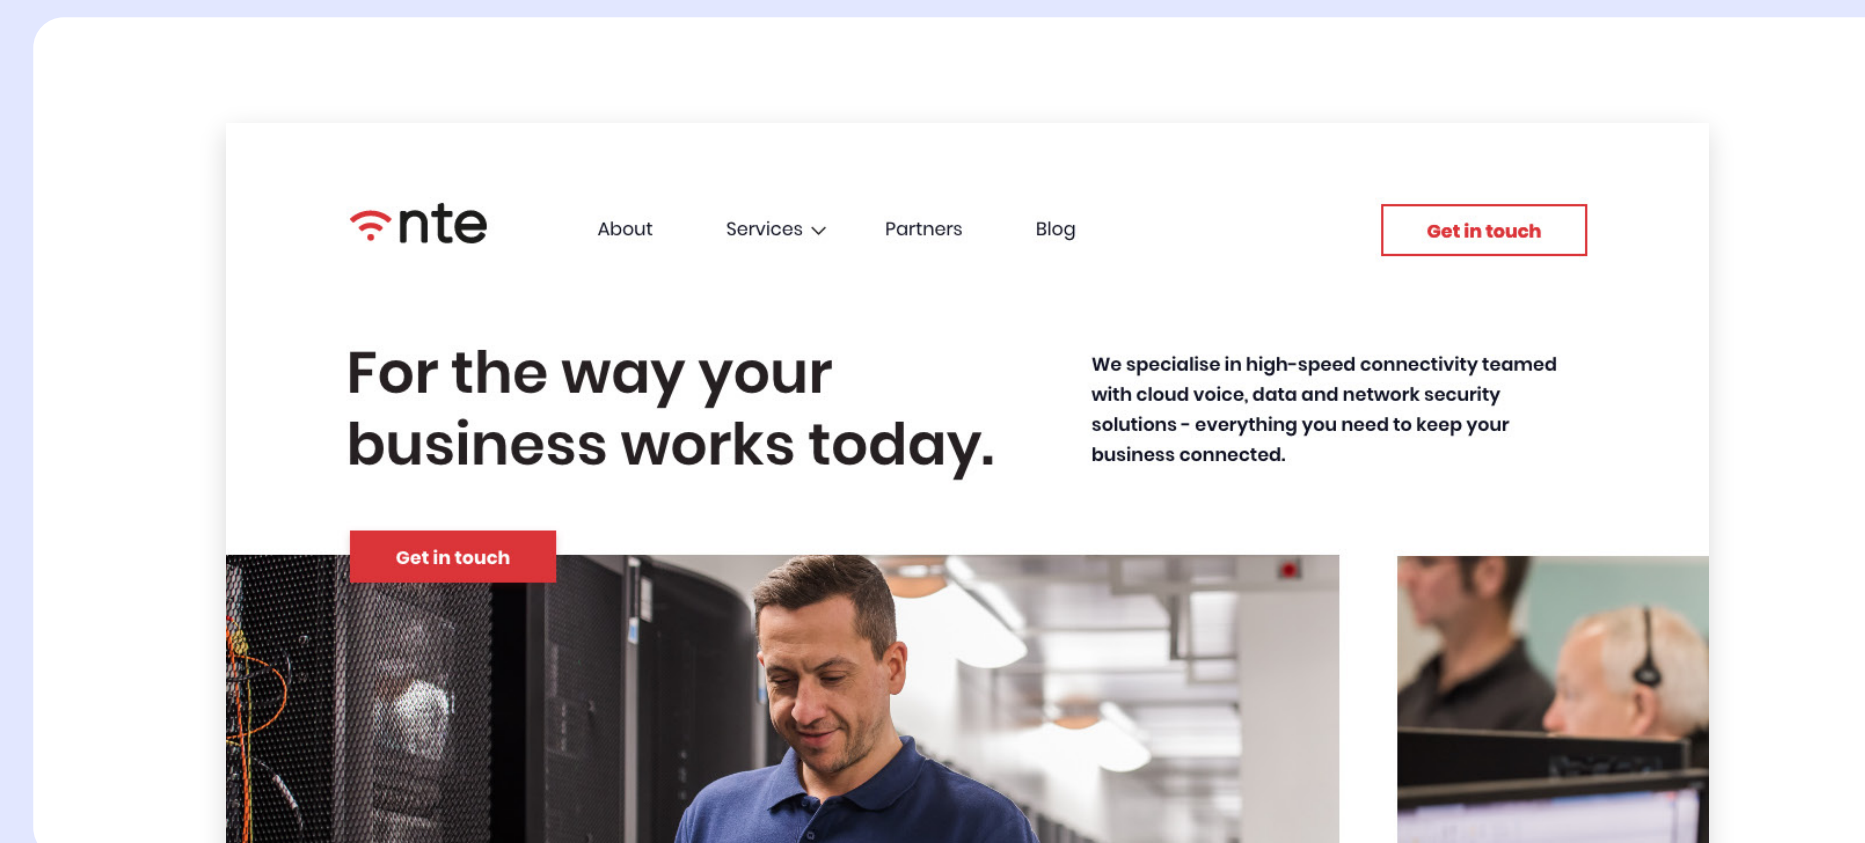 nte
About
Services
Partners
Blog
Get in touch
For the way your
business works today.
We specialise in high-speed connectivity teamed
with cloud voice, data and network security
solutions - everything you need to keep your
business connected.
Get in touch